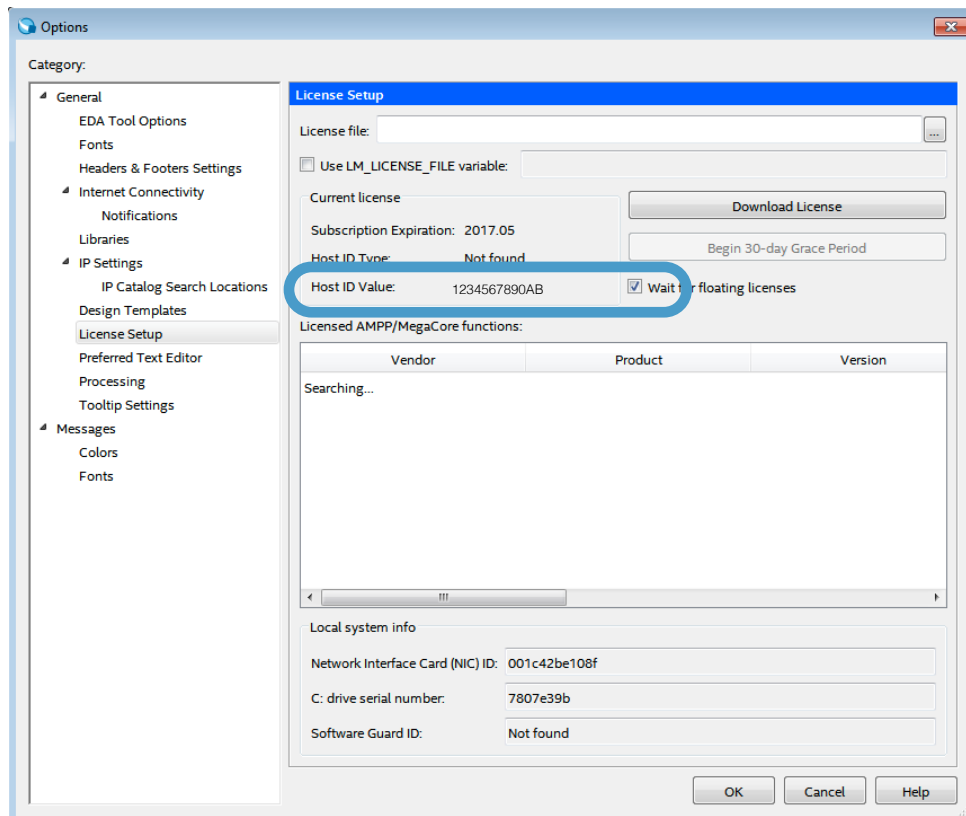 Options
Category:
General
EDA Tool Options
Fonts
Headers & Footers Settings
Internet Connectivity
Notifications
Libraries
IP Settings
IP Catalog Search Locations
Design Templates
License Setup
Preferred Text Editor
Processing
Tooltip Settings
Messages
Colors
Fonts
License Setup
License file:
...
Use LM_LICENSE_FILE variable:
Current license
Subscription Expiration: 2017.05
Host ID Type: Not found
Host ID Value: 1234567890AB
Download License
Begin 30-day Grace Period
Wait for floating licenses
Licensed AMPP/MegaCore functions:
Vendor Product Version
Searching...
Local system info
Network Interface Card (NIC) ID: 001c42be108f
C: drive serial number: 7807e39b
Software Guard ID: Not found
OK Cancel Help